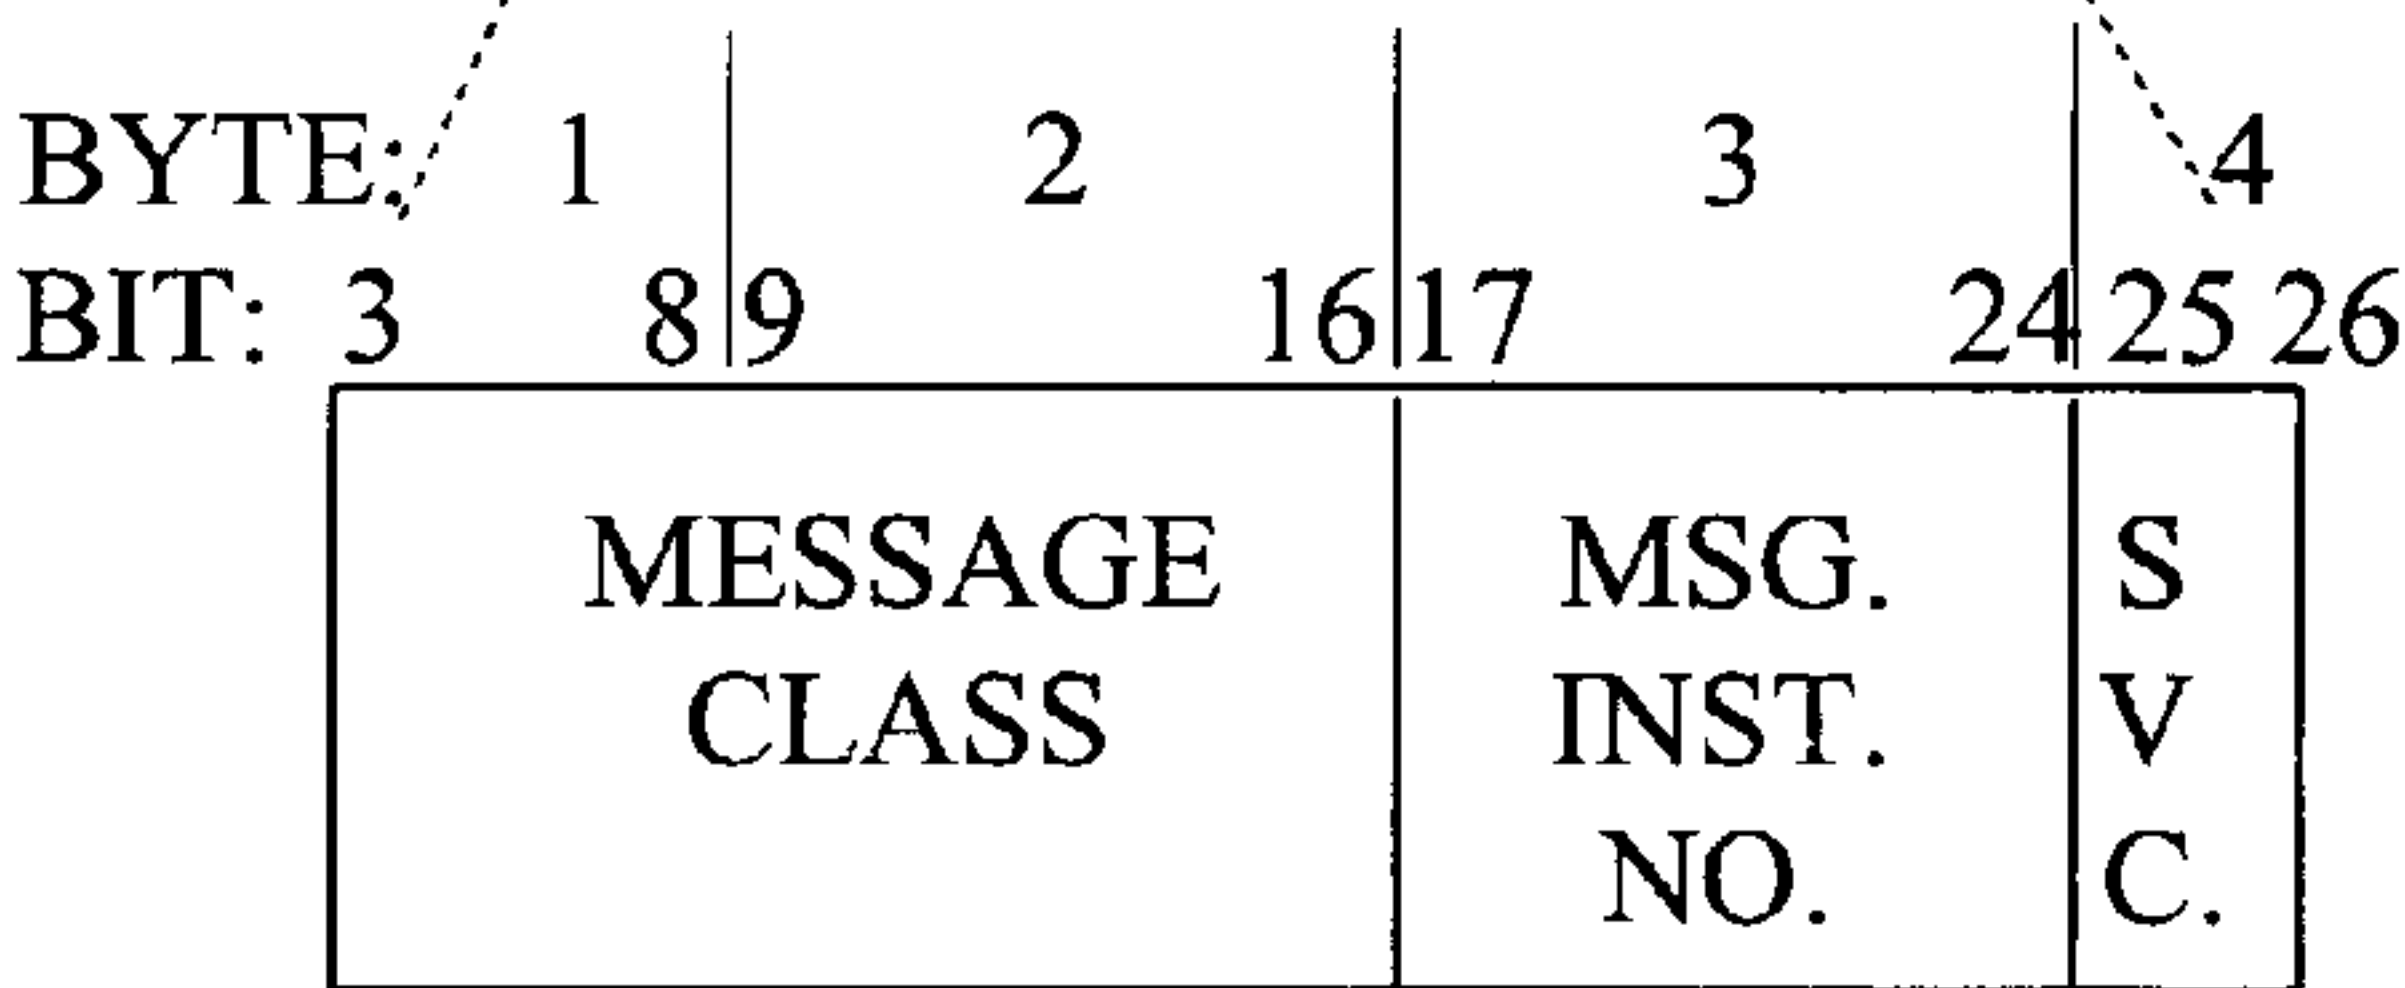 BYTE: 1 2 3 4
BIT: 3 8 9 16 17 24 25 26
MESSAGE MSG. S
CLASS INST. V
NO. C.